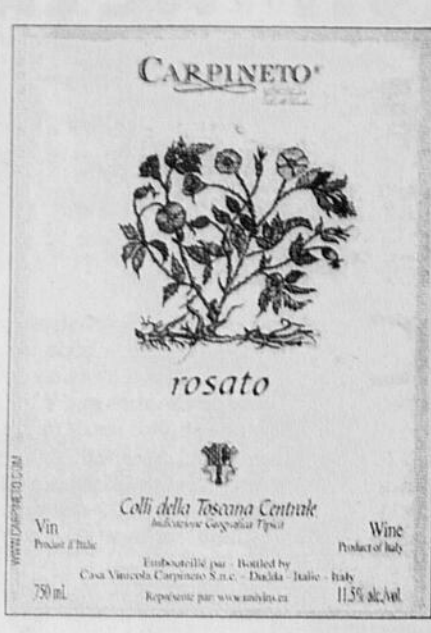 CARPINETO
rosato
WWW.CARPINETO.COM
Colli della Toscana Centrale
Indicazione Geografica Tipica
Vin
Produit d'Italie
Wine
Product of Italy
Embouteillé par - Bottled by
Casa Vinicola Carpineto S.n.c. - Dudda - Italie - Italy
750 ml
Représenté par: www.univins.ca
11.5% alc./vol.